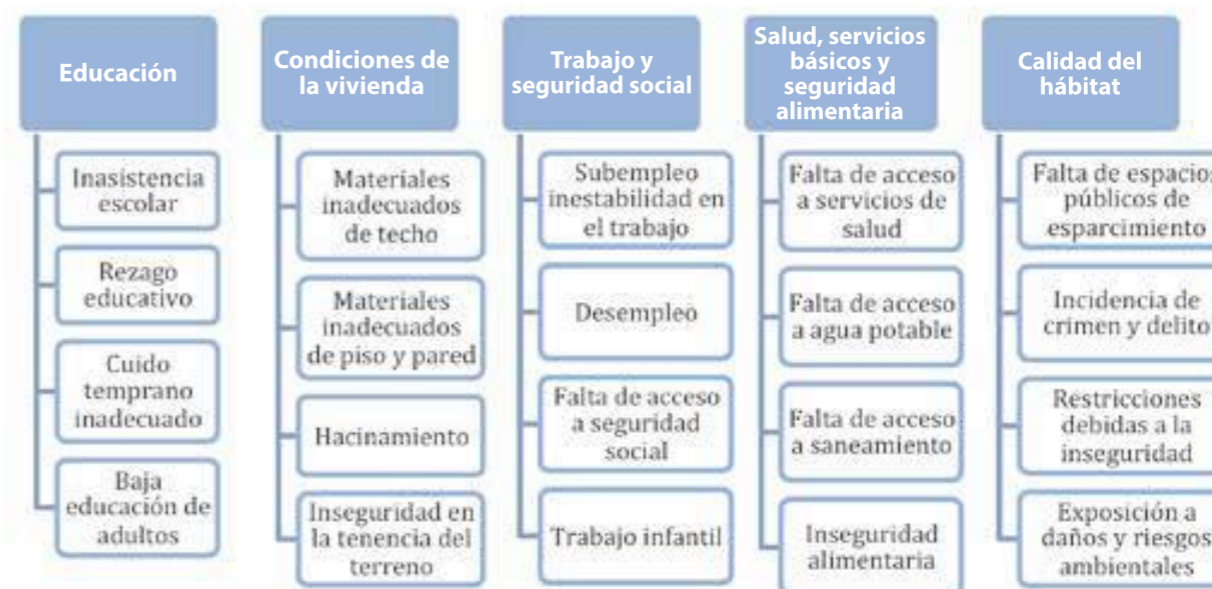 Educación
Inasistencia
escolar
Rezago
educativo
Cuido
temprano
inadecuado
Baja
educación de
adultos
Condiciones de
la vivienda
Materiales
inadecuados
de techo
Materiales
inadecuados
de piso y pared
Hacinamiento
Inseguridad en
la tenencia del
terreno
Trabajo y
seguridad social
Subempleo
inestabilidad en
el trabajo
Desempleo
Falta de acceso
a seguridad
social
Trabajo infantil
Salud, servicios
básicos y
seguridad
alimentaria
Falta de acceso
a servicios de
salud
Falta de acceso
a agua potable
Falta de acceso
a saneamiento
Inseguridad
alimentaria
Calidad del
hábitat
Falta de espacios
públicos de
esparcimiento
Incidencia de
crimen y delito
Restricciones
debidas a la
inseguridad
Exposición a
daños y riesgos
ambientales